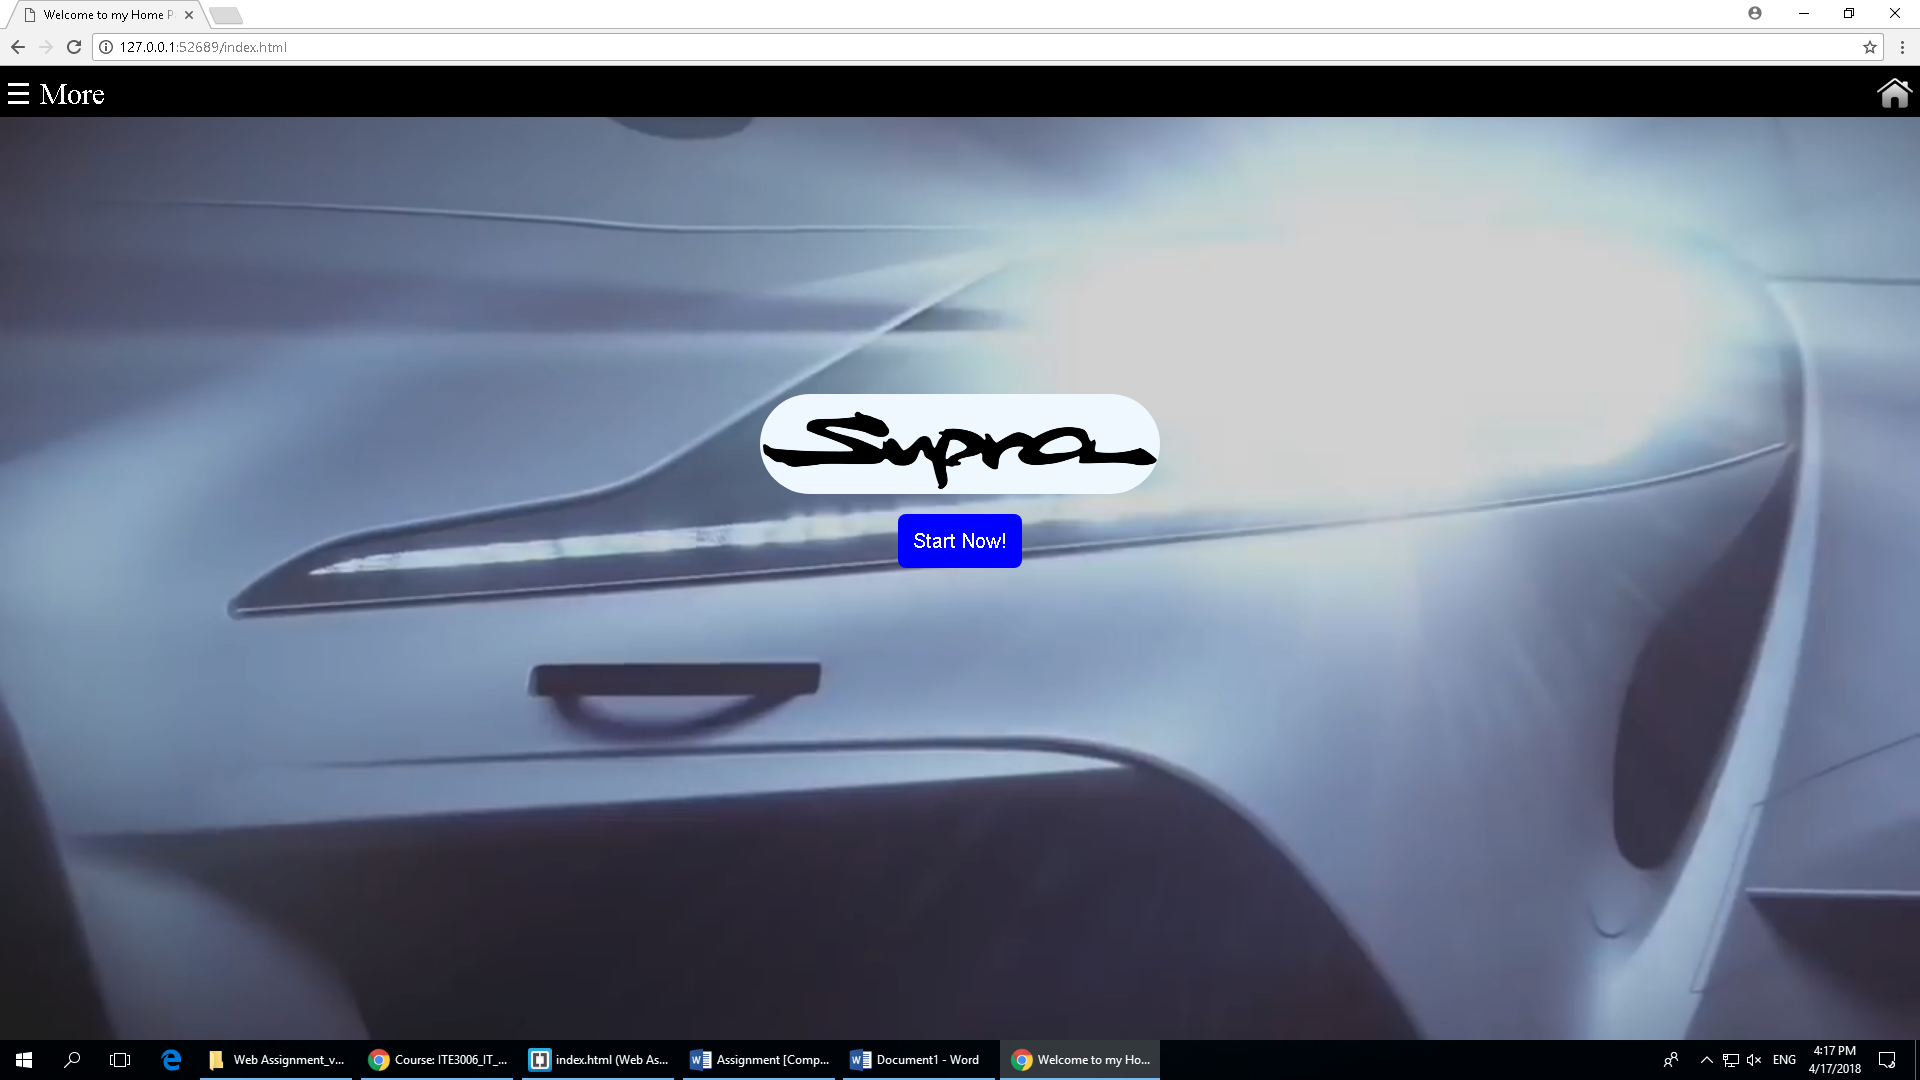 Welcome to my Home P
127.0.0.1:52689/index.html
☰ More
Supra
Start Now!
Web Assignment_v...
Course: ITE3006_IT_...
index.html (Web As...
Assignment [Comp...
Document1 - Word
Welcome to my Ho...
ENG
4:17 PM
4/17/2018